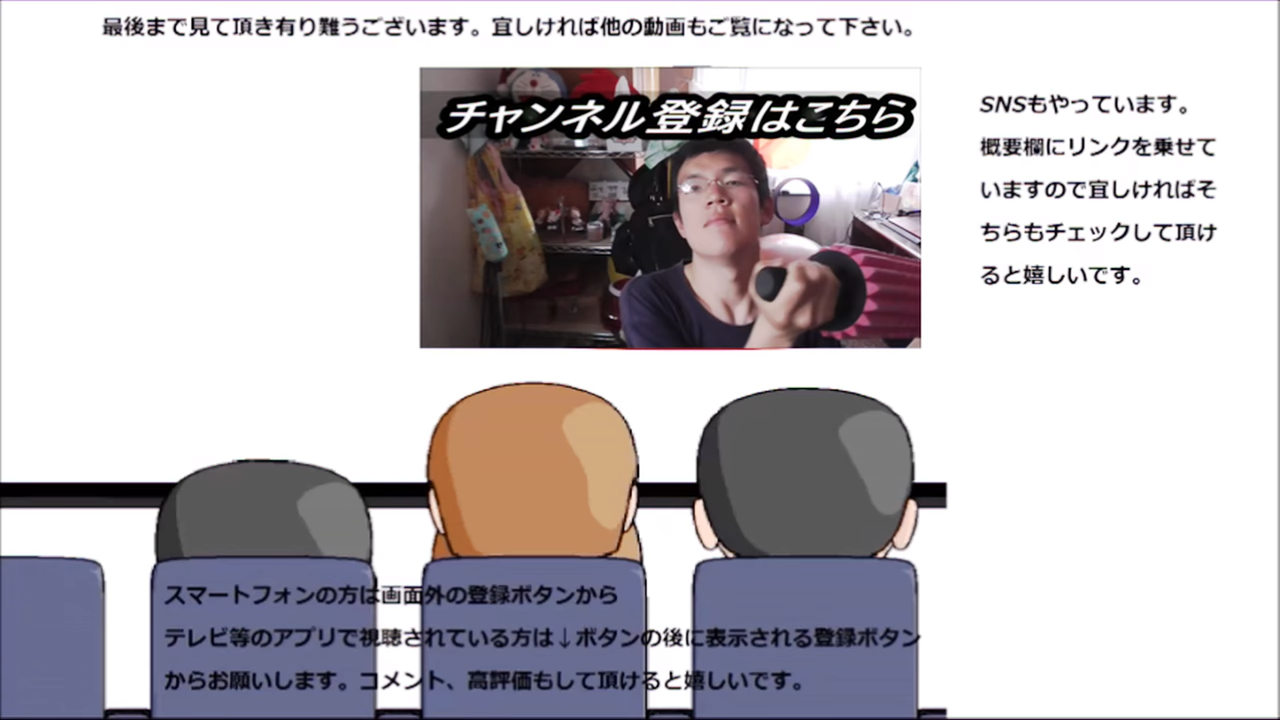 最後まで見て頂き有り難うございます。宜しければ他の動画もご覧になって下さい。
チャンネル登録はこちら
SNSもやっています。
概要欄にリンクを乗せて
いますので宜しければそ
ちらもチェックして頂け
ると嬉しいです。
スマートフォンの方は画面外の登録ボタンから
テレビ等のアプリで視聴されている方は↓ボタンの後に表示される登録ボタン
からお願いします。コメント、高評価もして頂けると嬉しいです。